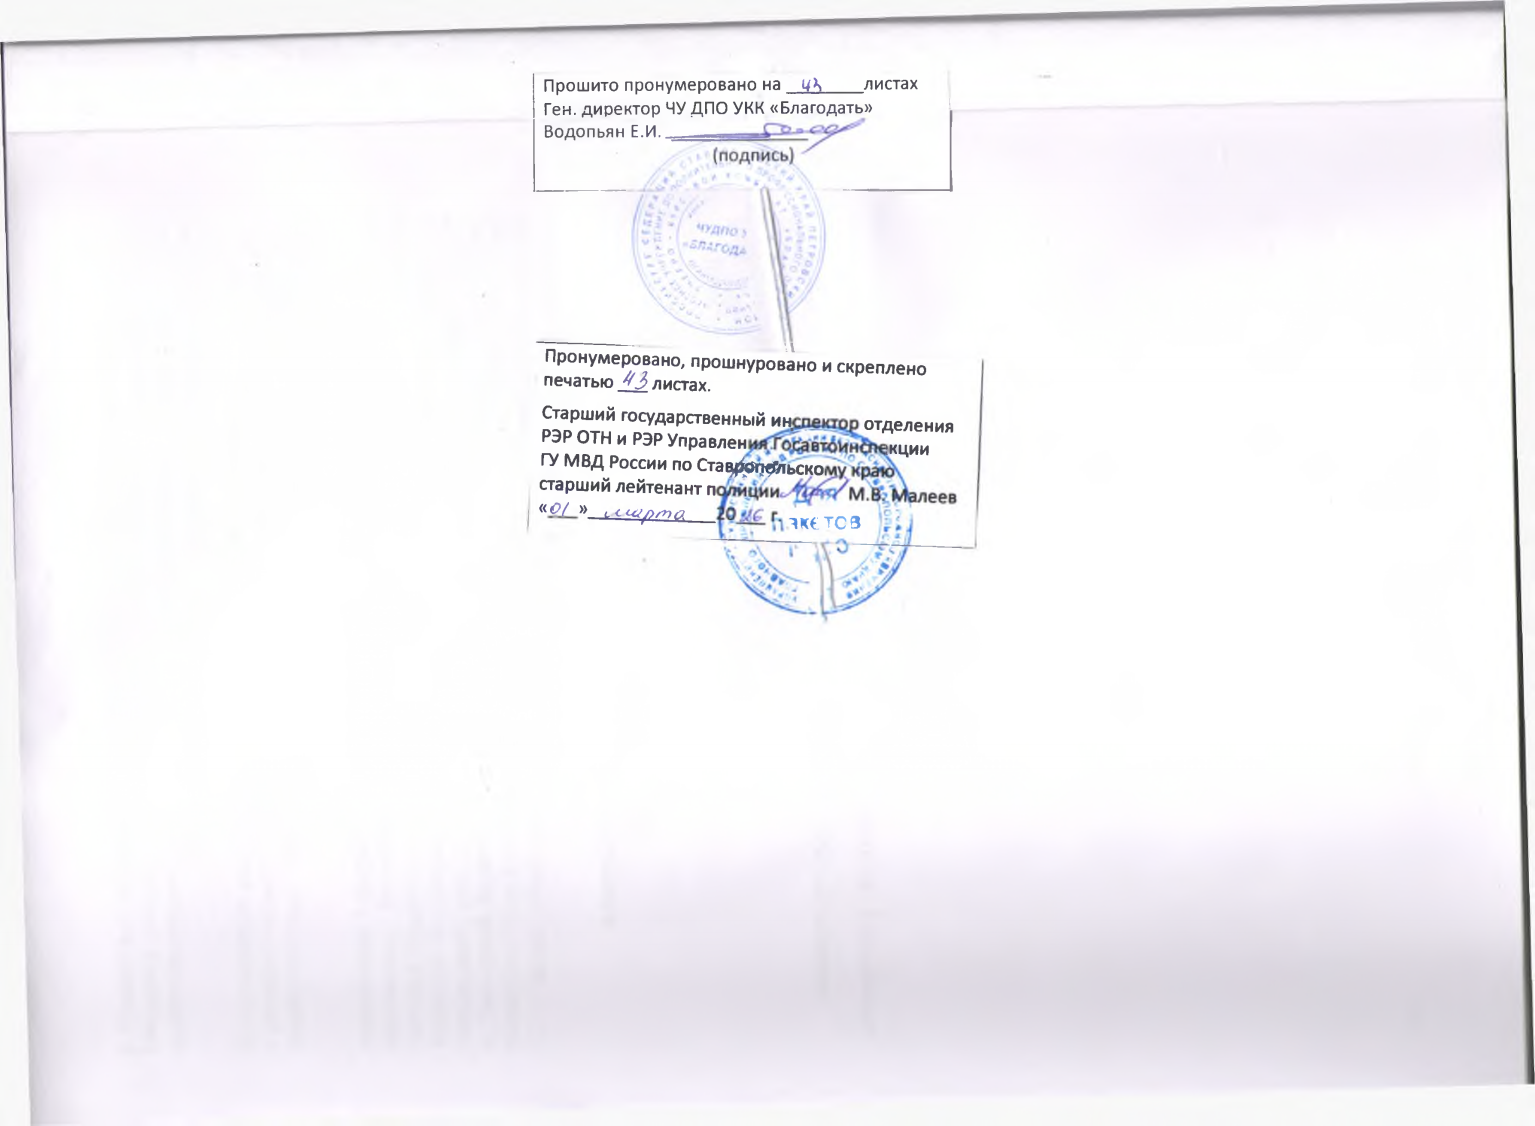 Прошито пронумеровано на 43 листах
Ген. директор ЧУ ДПО УКК «Благодать»
Водопьян Е.И.
(подпись)
ЧУДПО У
«БЛАГОДА
Пронумеровано, прошнуровано и скреплено
печатью 43 листах.
Старший государственный инспектор отделения
РЭР ОТН и РЭР Управления Госавтоинспекции
ГУ МВД России по Ставропольскому краю
старший лейтенант полиции М.В. Малеев
«01» марта 20 г.
ПАКЕТОВ